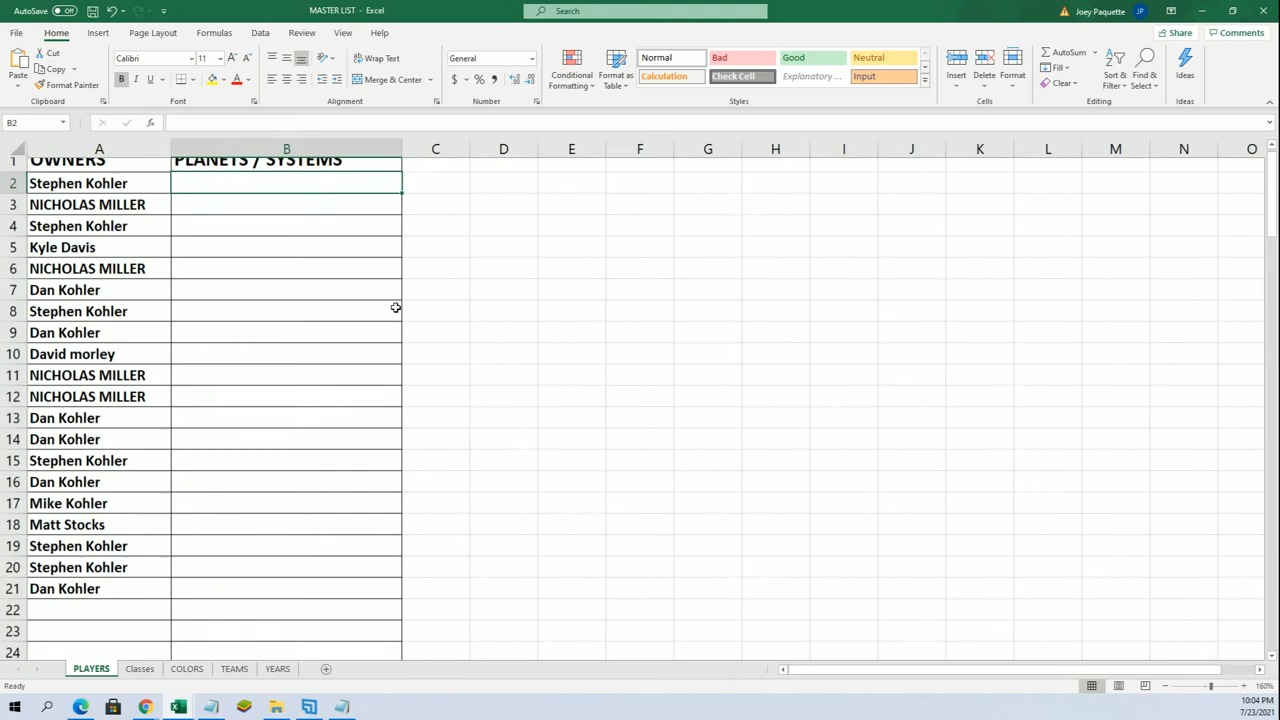 AutoSave Off MASTER LIST - Excel Search Joey Paquette JP
File Home Insert Page Layout Formulas Data Review View Help Share Comments
Paste Cut Copy Format Painter Clipboard
Calibri 11 Font
Wrap Text Merge & Center Alignment
General Number
Conditional Formatting Format as Table
Normal Bad Good Neutral
Calculation Check Cell Explanatory ... Input
Styles
Insert Delete Format Cells
AutoSum Fill Clear Sort & Filter Find & Select Editing
Ideas Ideas
B2
A B C D E F G H I J K L M N O
1 OWNERS PLANETS / SYSTEMS
2 Stephen Kohler
3 NICHOLAS MILLER
4 Stephen Kohler
5 Kyle Davis
6 NICHOLAS MILLER
7 Dan Kohler
8 Stephen Kohler
9 Dan Kohler
10 David morley
11 NICHOLAS MILLER
12 NICHOLAS MILLER
13 Dan Kohler
14 Dan Kohler
15 Stephen Kohler
16 Dan Kohler
17 Mike Kohler
18 Matt Stocks
19 Stephen Kohler
20 Stephen Kohler
21 Dan Kohler
22
23
24
PLAYERS Classes COLORS TEAMS YEARS
Ready 160%
10:04 PM
7/23/2021